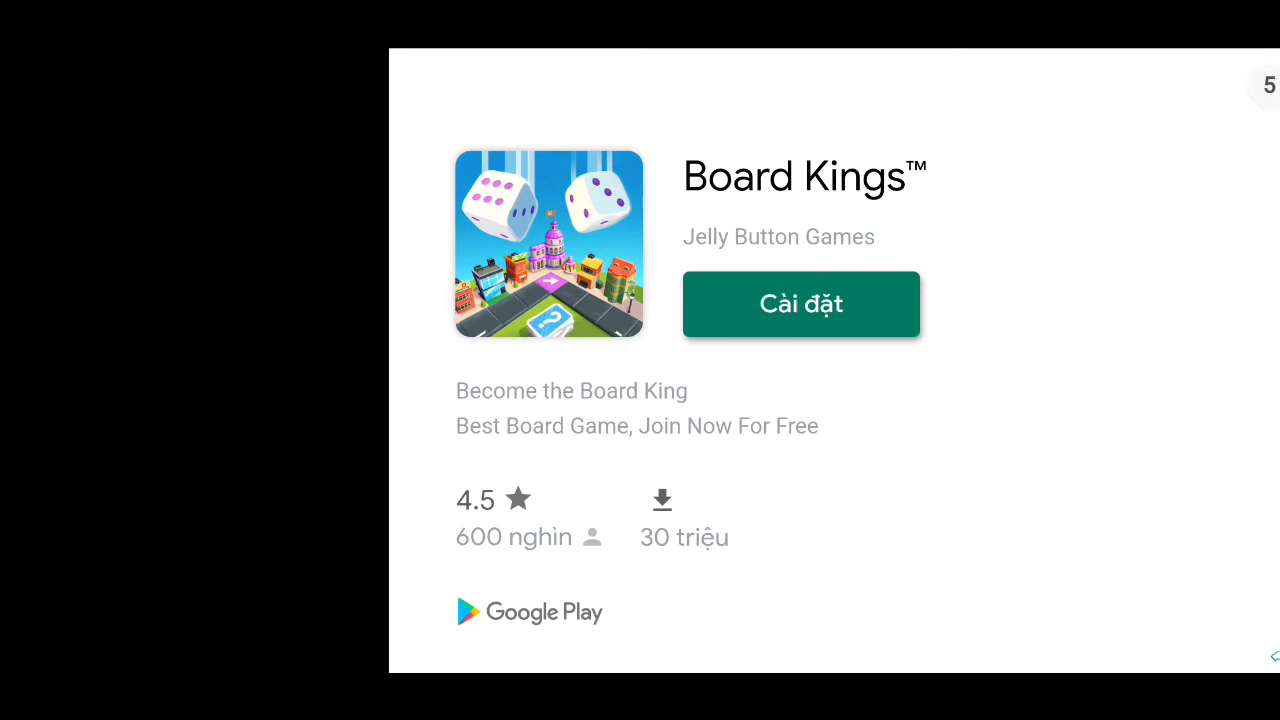 5
Board Kings™
Jelly Button Games
Cài đặt
Become the Board King
Best Board Game, Join Now For Free
4.5
600 nghìn
30 triệu
Google Play